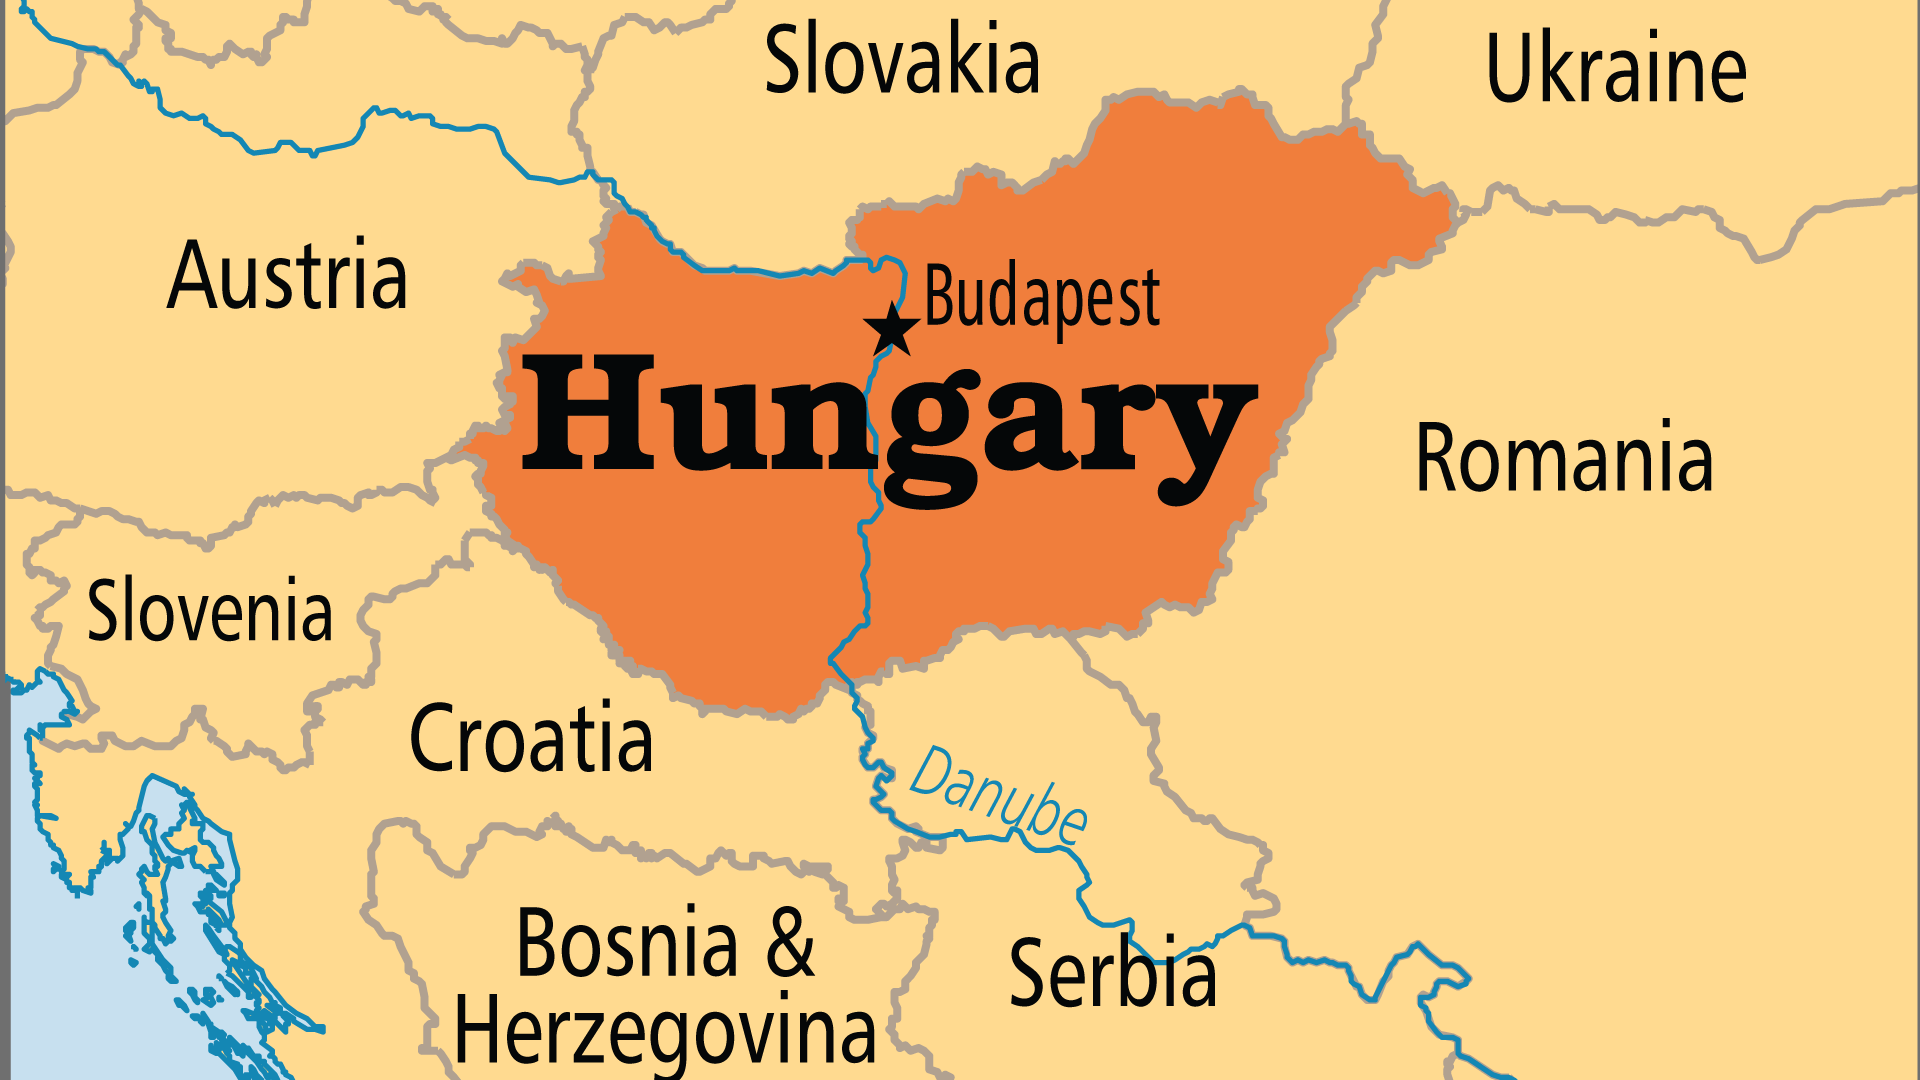 Slovakia
Ukraine
Austria
Budapest
Hungary
Romania
Slovenia
Croatia
Danube
Bosnia &
Herzegovina
Serbia